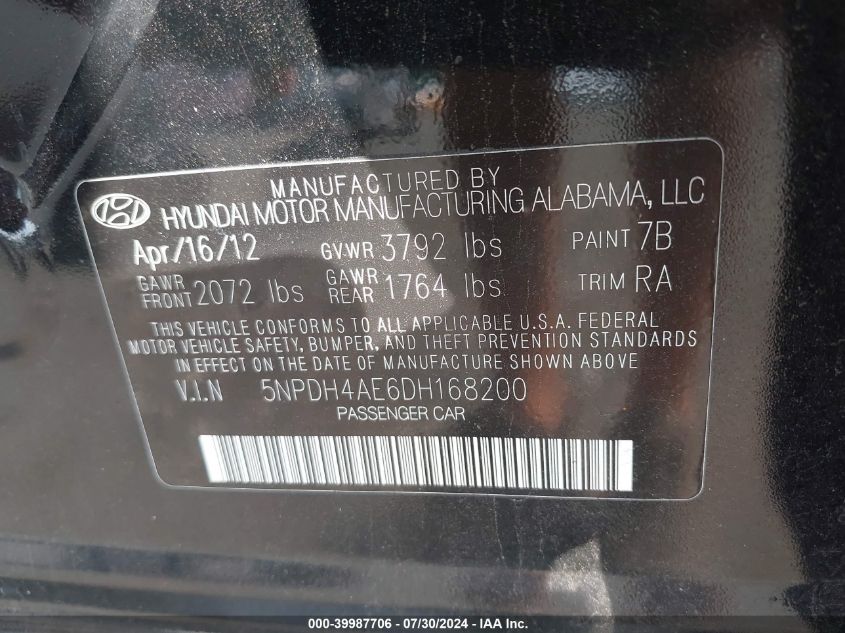 MANUFACTURED BY
HYUNDAI MOTOR MANUFACTURING ALABAMA, LLC
Apr/16/12 GVWR 3792 lbs PAINT 7B
GAWR FRONT 2072 lbs GAWR REAR 1764 lbs TRIM RA
THIS VEHICLE CONFORMS TO ALL APPLICABLE U.S.A. FEDERAL
MOTOR VEHICLE SAFETY, BUMPER, AND THEFT PREVENTION STANDARDS
IN EFFECT ON THE DATE OF MANUFACTURE SHOWN ABOVE
V.I.N 5NPDH4AE6DH168200
PASSENGER CAR
000-39987706 - 07/30/2024 - IAA Inc.